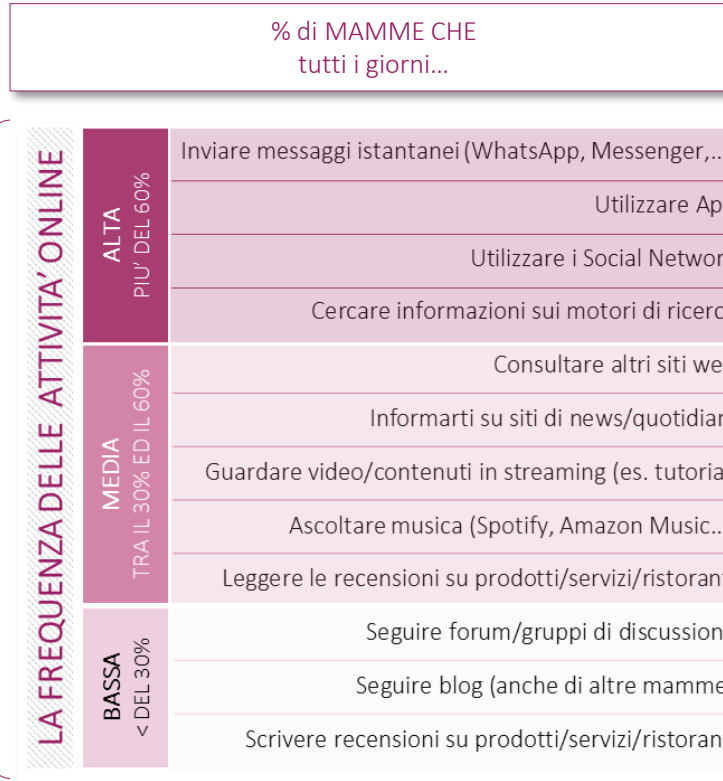 % di MAMME CHE
tutti i giorni...
LA FREQUENZA DELLE ATTIVITA' ONLINE
ALTA
PIU' DEL 60%
Inviare messaggi istantanei (WhatsApp, Messenger,...
Utilizzare Ap
Utilizzare i Social Networ
Cercare informazioni sui motori di ricerc
MEDIA
TRA IL 30% ED IL 60%
Consultare altri siti we
Informarti su siti di news/quotidian
Guardare video/contenuti in streaming (es. tutoria
Ascoltare musica (Spotify, Amazon Music...
Leggere le recensioni su prodotti/servizi/ristorant
BASSA
< DEL 30%
Seguire forum/gruppi di discussion
Seguire blog (anche di altre mamme
Scrivere recensioni su prodotti/servizi/ristorant